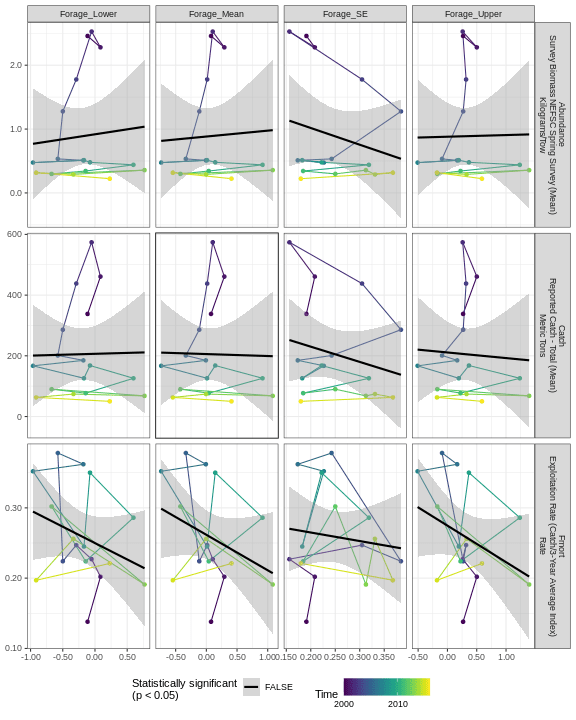 Forage_Lower Forage_Mean Forage_SE Forage_Upper
2.0
1.0
0.0
Abundance
Survey Biomass NEFSC Spring Survey (Mean)
Kilograms/Tow
600
400
200
0
Catch
Reported Catch - Total (Mean)
Metric Tons
0.30
0.20
0.10
Fmort
Exploitation Rate (Catch/3-Year Average Index)
Rate
-1.00 -0.50 0.00 0.50 -0.50 0.00 0.50 1.00 0.150 0.200 0.250 0.300 0.350 -0.50 0.00 0.50 1.00
Statistically significant
(p < 0.05)
FALSE
Time
2000 2010